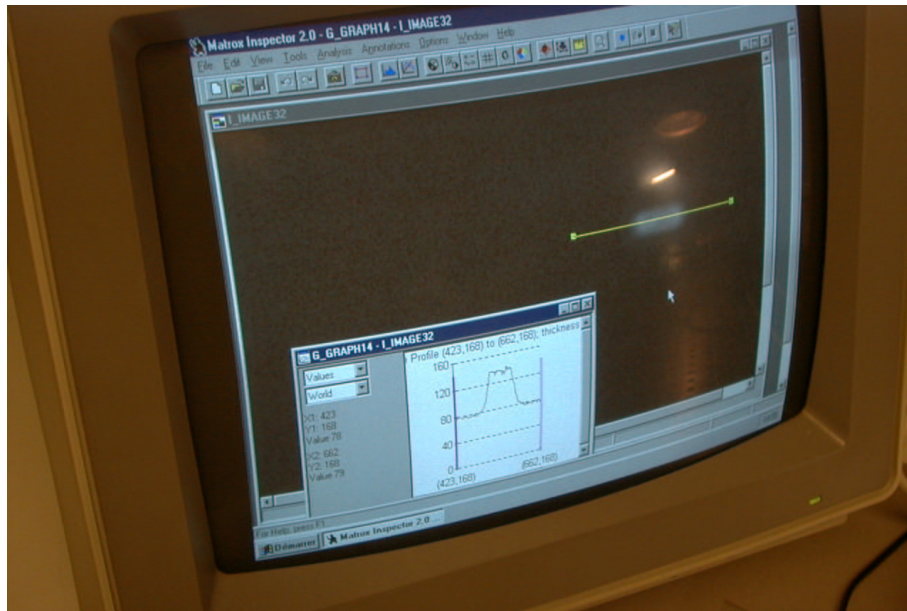 Matrox Inspector 2.0 - G_GRAPH14 - I_IMAGE32
File Edit View Tools Analysis Annotations Options Window Help
I_IMAGE32
G_GRAPH14 - I_IMAGE32
Values
World
X1: 423
Y1: 168
Value 78
X2: 662
Y2: 168
Value 79
Profile (423,168) to (662,168); thickness
160
120
80
40
0
(423,168) (662,168)
For Help, press F1
Démarrer Matrox Inspector 2.0 ...